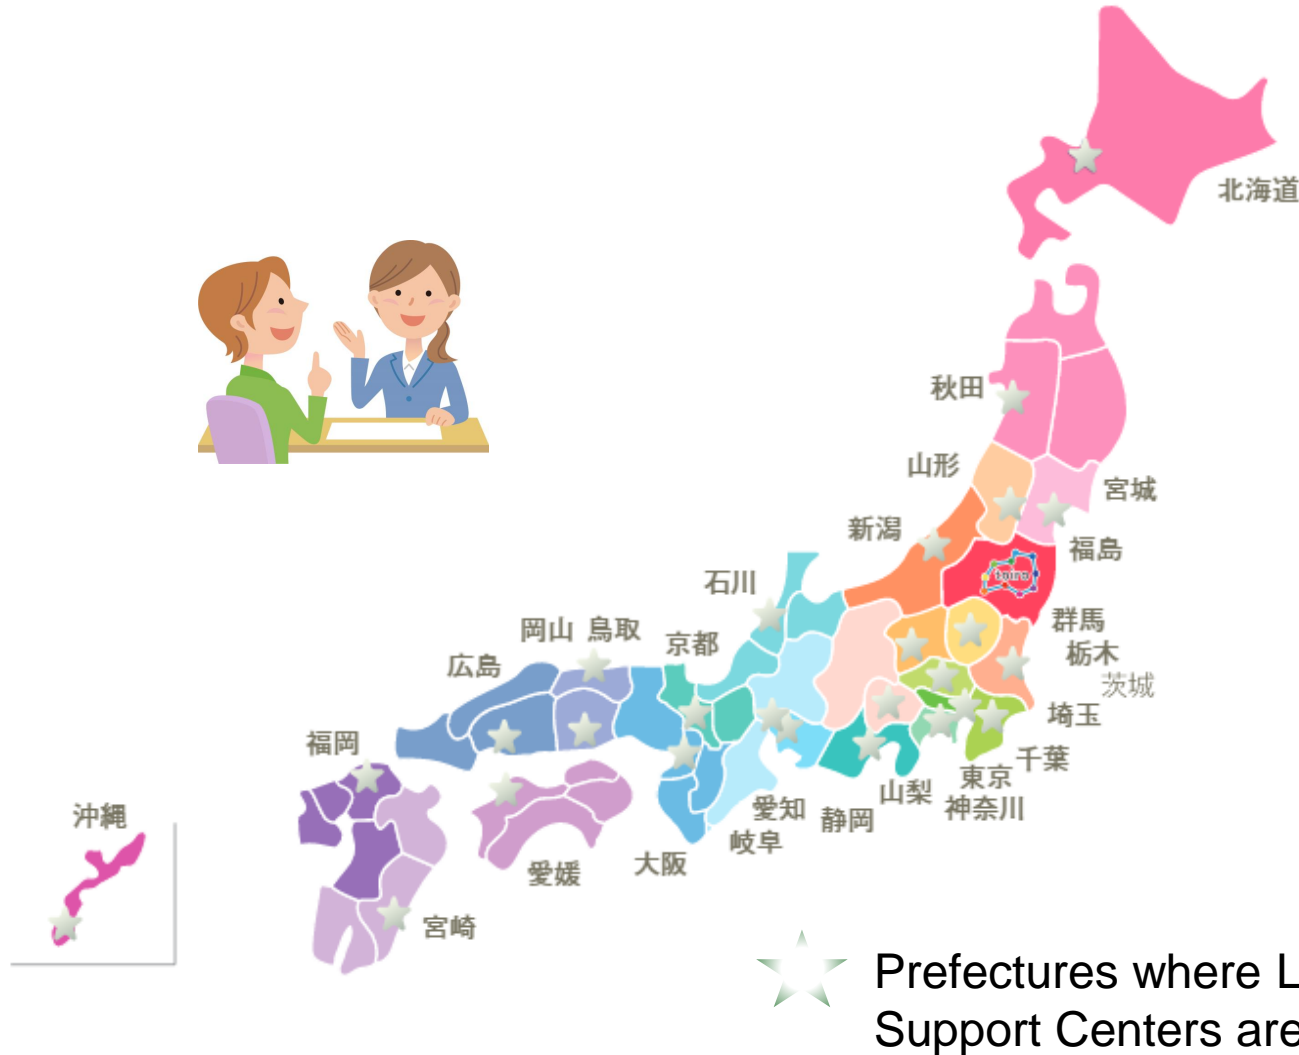 北海道
秋田
山形
宮城
新潟
福島
石川
群馬
岡山 鳥取 京都
栃木
広島
茨城
埼玉
福岡
千葉
東京
山梨
神奈川
愛知
静岡
沖縄
岐阜
大阪
愛媛
宮崎
Prefectures where L
Support Centers are